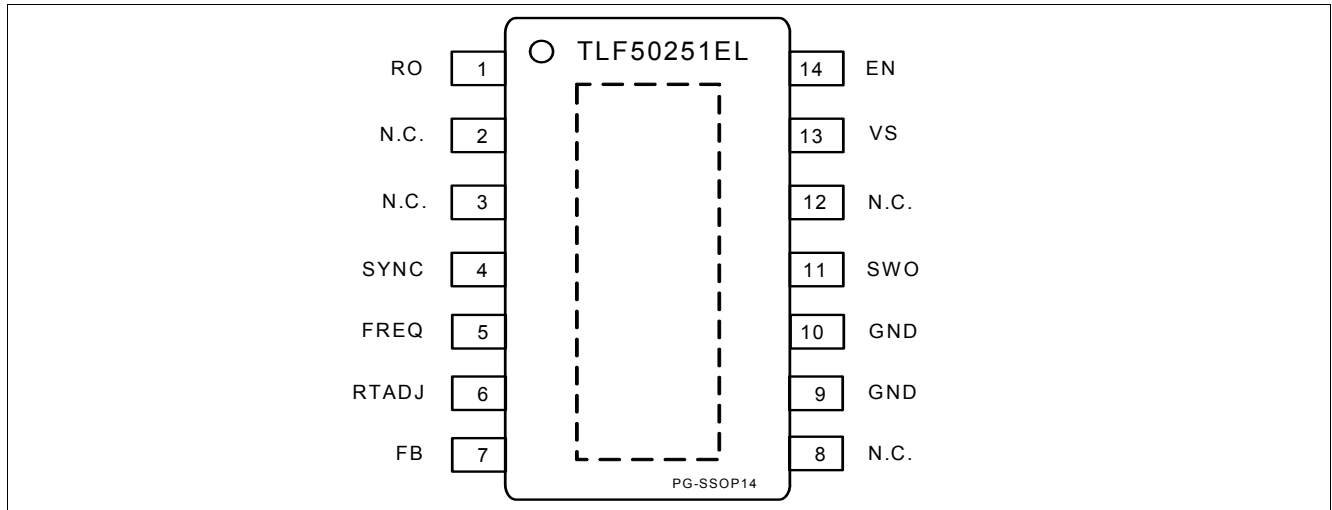 TLF50251EL
RO 1 14 EN
N.C. 2 13 VS
N.C. 3 12 N.C.
SYNC 4 11 SWO
FREQ 5 10 GND
RTADJ 6 9 GND
FB 7 8 N.C.
PG-SSOP14